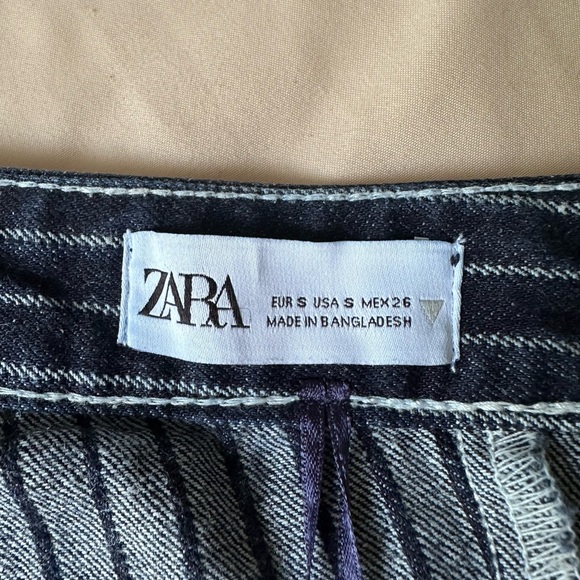 ZARA
EUR S USA S MEX 26
MADE IN BANGLADESH